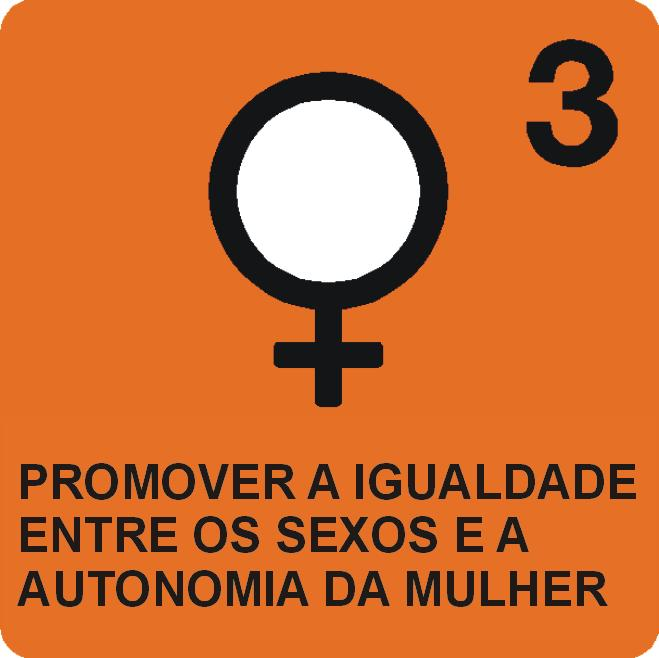 3
PROMOVER A IGUALDADE
ENTRE OS SEXOS E A
AUTONOMIA DA MULHER